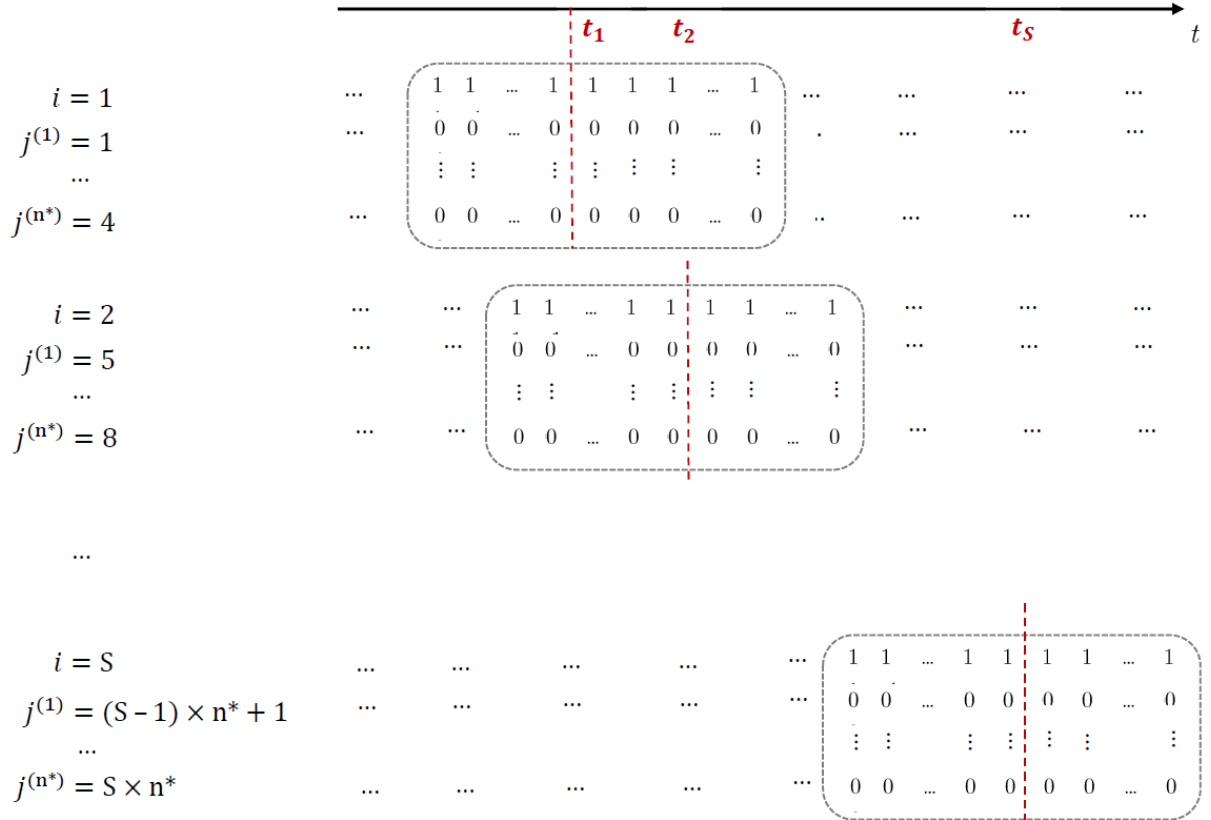 t₁ t₂ t_S t
i = 1 ... 1 1 ... 1 1 1 1 ... 1 ... ... ... ...
j⁽¹⁾ = 1 ... 0 0 ... 0 0 0 0 ... 0 . ... ... ...
... ⋮ ⋮ ⋮ ⋮ ⋮ ⋮ ⋮
j⁽ⁿ*⁾ = 4 ... 0 0 ... 0 0 0 0 ... 0 .. ... ... ...
i = 2 ... ... 1 1 ... 1 1 1 1 ... 1 ... ... ...
j⁽¹⁾ = 5 ... ... 0 0 ... 0 0 0 0 ... 0 ... ... ...
... ⋮ ⋮ ⋮ ⋮ ⋮ ⋮ ⋮
j⁽ⁿ*⁾ = 8 ... ... 0 0 ... 0 0 0 0 ... 0 ... ... ...
...
i = S ... ... ... ... ... 1 1 ... 1 1 1 1 ... 1
j⁽¹⁾ = (S – 1) × n* + 1 ... ... ... ... ... 0 0 ... 0 0 0 0 ... 0
... ⋮ ⋮ ⋮ ⋮ ⋮ ⋮ ⋮
j⁽ⁿ*⁾ = S × n* ... ... ... ... ... 0 0 ... 0 0 0 0 ... 0